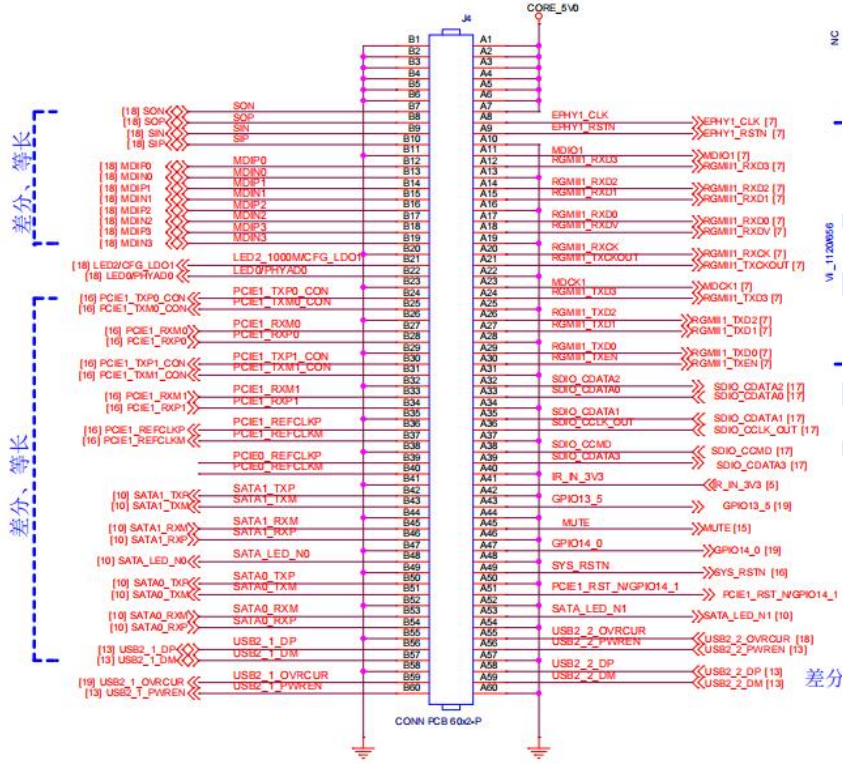 CORE_5V0
J4
NC
B1 A1
B2 A2
B3 A3
B4 A4
B5 A5
B6 A6
[18] SON SON B7 A7
[18] SOP SOP B8 A8 EPHY1_CLK EPHY1_CLK [7]
[18] SIN SIN B9 A9 EPHY1_RSTN EPHY1_RSTN [7]
[18] SIP SIP B10 A10
B11 A11 MDIO1 MDIO1 [7]
[18] MDIP0 MDIP0 B12 A12 RGMII1_RXD3 RGMII1_RXD3 [7]
[18] MDIN0 MDIN0 B13 A13
[18] MDIP1 MDIP1 B14 A14 RGMII1_RXD2 RGMII1_RXD2 [7]
[18] MDIN1 MDIN1 B15 A15 RGMII1_RXD1 RGMII1_RXD1 [7]
[18] MDIP2 MDIP2 B16 A16
[18] MDIN2 MDIN2 B17 A17 RGMII1_RXD0 RGMII1_RXD0 [7]
[18] MDIP3 MDIP3 B18 A18 RGMII1_RXDV RGMII1_RXDV [7]
[18] MDIN3 MDIN3 B19 A19
差分、等长
B20 A20 RGMII1_RXCK RGMII1_RXCK [7]
[18] LED2/CFG_LDO1 LED2_1000M/CFG_LDO1 B21 A21 RGMII1_TXCKOUT RGMII1_TXCKOUT [7]
[18] LED0/PHYAD0 LED0/PHYAD0 B22 A22
VI_1120/656
B23 A23 MDCK1 MDCK1 [7]
[16] PCIE1_TXP0_CON PCIE1_TXP0_CON B24 A24 RGMII1_TXD3 RGMII1_TXD3 [7]
[16] PCIE1_TXM0_CON PCIE1_TXM0_CON B25 A25
B26 A26 RGMII1_TXD2 RGMII1_TXD2 [7]
[16] PCIE1_RXM0 PCIE1_RXM0 B27 A27 RGMII1_TXD1 RGMII1_TXD1 [7]
[16] PCIE1_RXP0 PCIE1_RXP0 B28 A28
B29 A29 RGMII1_TXD0 RGMII1_TXD0 [7]
[16] PCIE1_TXP1_CON PCIE1_TXP1_CON B30 A30 RGMII1_TXEN RGMII1_TXEN [7]
[16] PCIE1_TXM1_CON PCIE1_TXM1_CON B31 A31
B32 A32 SDIO_CDATA2 SDIO_CDATA2 [17]
[16] PCIE1_RXM1 PCIE1_RXM1 B33 A33 SDIO_CDATA0 SDIO_CDATA0 [17]
[16] PCIE1_RXP1 PCIE1_RXP1 B34 A34
B35 A35 SDIO_CDATA1 SDIO_CDATA1 [17]
[16] PCIE1_REFCLKP PCIE1_REFCLKP B36 A36 SDIO_CCLK_OUT SDIO_CCLK_OUT [17]
[16] PCIE1_REFCLKM PCIE1_REFCLKM B37 A37
B38 A38 SDIO_CCMD SDIO_CCMD [17]
PCIE0_REFCLKP B39 A39 SDIO_CDATA3 SDIO_CDATA3 [17]
PCIE0_REFCLKM B40 A40
B41 A41 IR_IN_3V3 IR_IN_3V3 [5]
[10] SATA1_TXP SATA1_TXP B42 A42
[10] SATA1_TXM SATA1_TXM B43 A43 GPIO13_5 GPIO13_5 [19]
差分、等长
B44 A44
[10] SATA1_RXM SATA1_RXM B45 A45 MUTE MUTE [15]
[10] SATA1_RXP SATA1_RXP B46 A46
B47 A47 GPIO14_0 GPIO14_0 [19]
[10] SATA_LED_N0 SATA_LED_N0 B48 A48
B49 A49 SYS_RSTN SYS_RSTN [16]
[10] SATA0_TXP SATA0_TXP B50 A50
[10] SATA0_TXM SATA0_TXM B51 A51 PCIE1_RST_N/GPIO14_1 PCIE1_RST_N/GPIO14_1
B52 A52
[10] SATA0_RXM SATA0_RXM B53 A53 SATA_LED_N1 SATA_LED_N1 [10]
[10] SATA0_RXP SATA0_RXP B54 A54
B55 A55 USB2_2_OVRCUR USB2_2_OVRCUR [18]
[13] USB2_1_DP USB2_1_DP B56 A56 USB2_2_PWREN USB2_2_PWREN [13]
[13] USB2_1_DM USB2_1_DM B57 A57
B58 A58 USB2_2_DP USB2_2_DP [13]
[19] USB2_1_OVRCUR USB2_1_OVRCUR B59 A59 USB2_2_DM USB2_2_DM [13]
差分
[13] USB2_1_PWREN USB2_1_PWREN B60 A60
CONN PCB 60x2-P